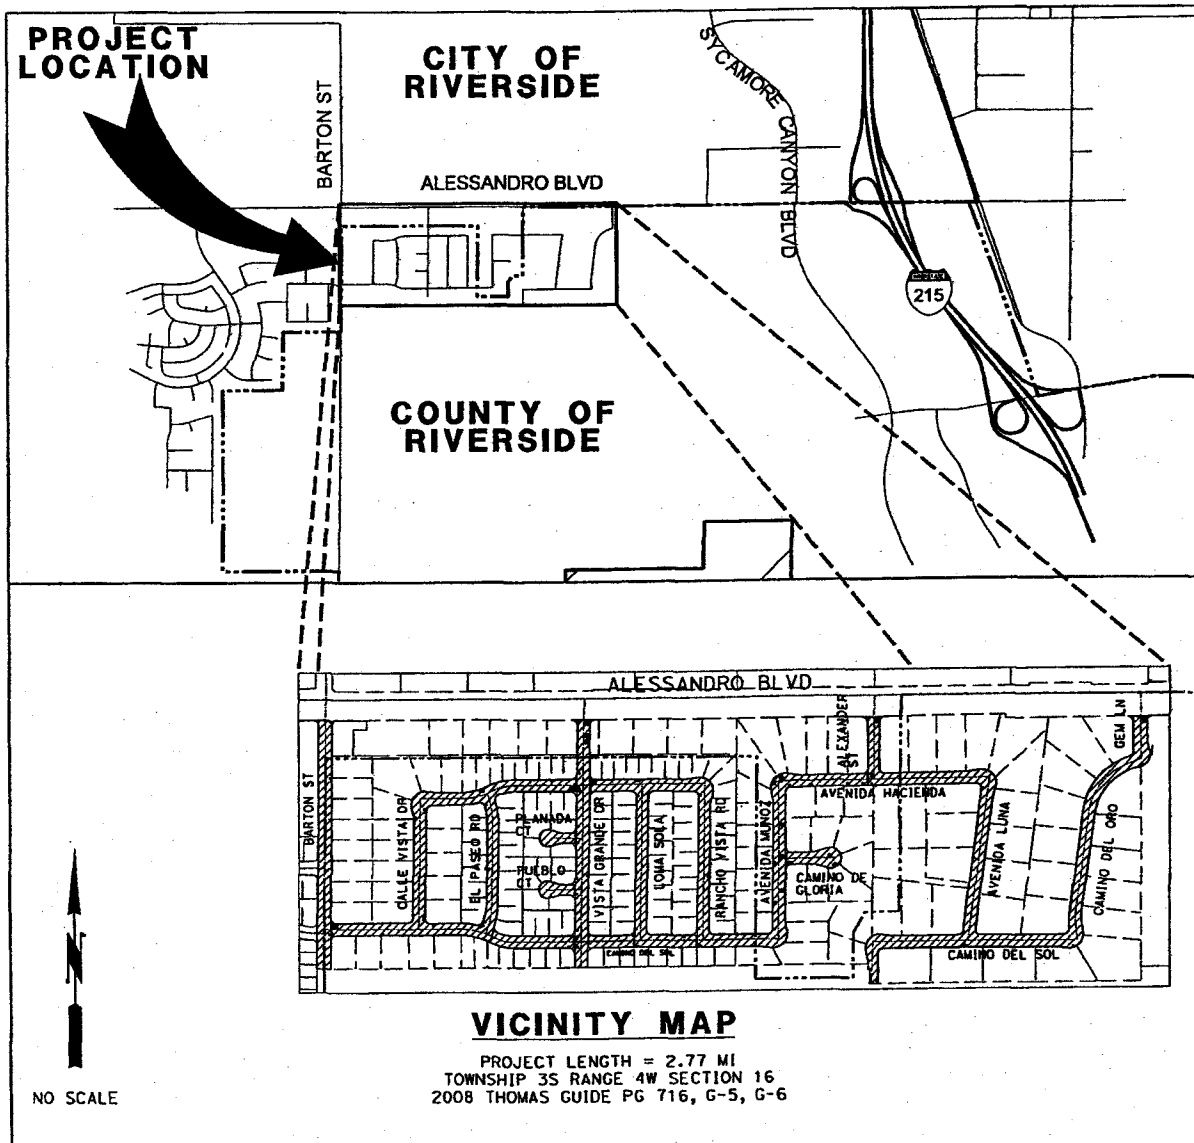 PROJECT
LOCATION
BARTON ST
CITY OF
RIVERSIDE
SYCAMORE CANYON BLVD
ALESSANDRO BLVD
215
COUNTY OF
RIVERSIDE
ALESSANDRO BLVD
BARTON ST
CALLE VISTA DR
EL PASEO RD
PLANADA
CT
PUEBLO
CT
VISTA GRANDE DR
LOMA SOLA
RANCHO VISTA RD
AVENIDA MUÑOZ
ALEXANDER
ST
AVENIDA HACIENDA
CAMINO DE
GLORIA
AVENIDA LUNA
GEM LN
CAMINO DEL ORO
CAMINO DEL SOL
CAMINO DEL SOL
N
NO SCALE
VICINITY MAP
PROJECT LENGTH = 2.77 MI
TOWNSHIP 3S RANGE 4W SECTION 16
2008 THOMAS GUIDE PG 716, G-5, G-6